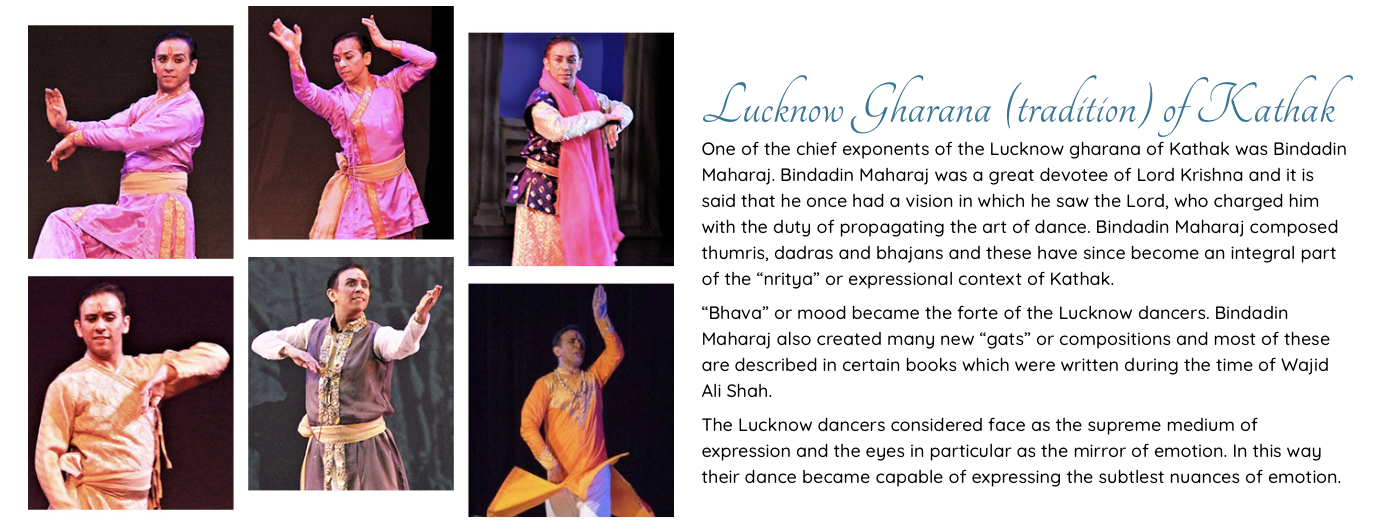 Lucknow Gharana (tradition) of Kathak
One of the chief exponents of the Lucknow gharana of Kathak was Bindadin
Maharaj. Bindadin Maharaj was a great devotee of Lord Krishna and it is
said that he once had a vision in which he saw the Lord, who charged him
with the duty of propagating the art of dance. Bindadin Maharaj composed
thumris, dadras and bhajans and these have since become an integral part
of the “nritya” or expressional context of Kathak.
“Bhava” or mood became the forte of the Lucknow dancers. Bindadin
Maharaj also created many new “gats” or compositions and most of these
are described in certain books which were written during the time of Wajid
Ali Shah.
The Lucknow dancers considered face as the supreme medium of
expression and the eyes in particular as the mirror of emotion. In this way
their dance became capable of expressing the subtlest nuances of emotion.